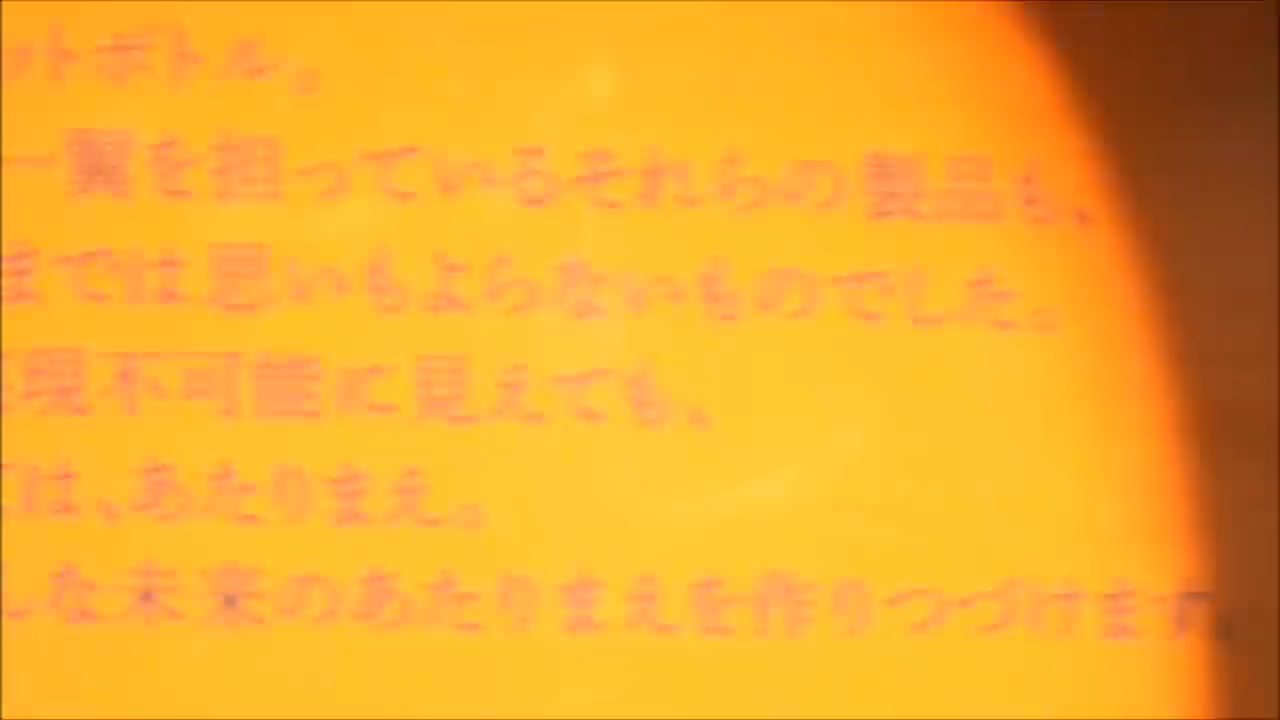 ットボトル。
一翼を担っているそれらの製品も、
までは思いもよらないものでした。
現不可能に見えても、
は、あたりまえ。
な未来のあたりまえを作りつづけます。